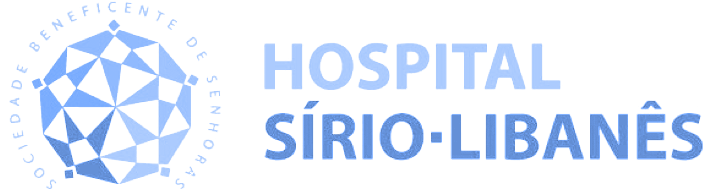 SOCIEDADE BENEFICENTE DE SENHORAS
HOSPITAL
SÍRIO·LIBANÊS